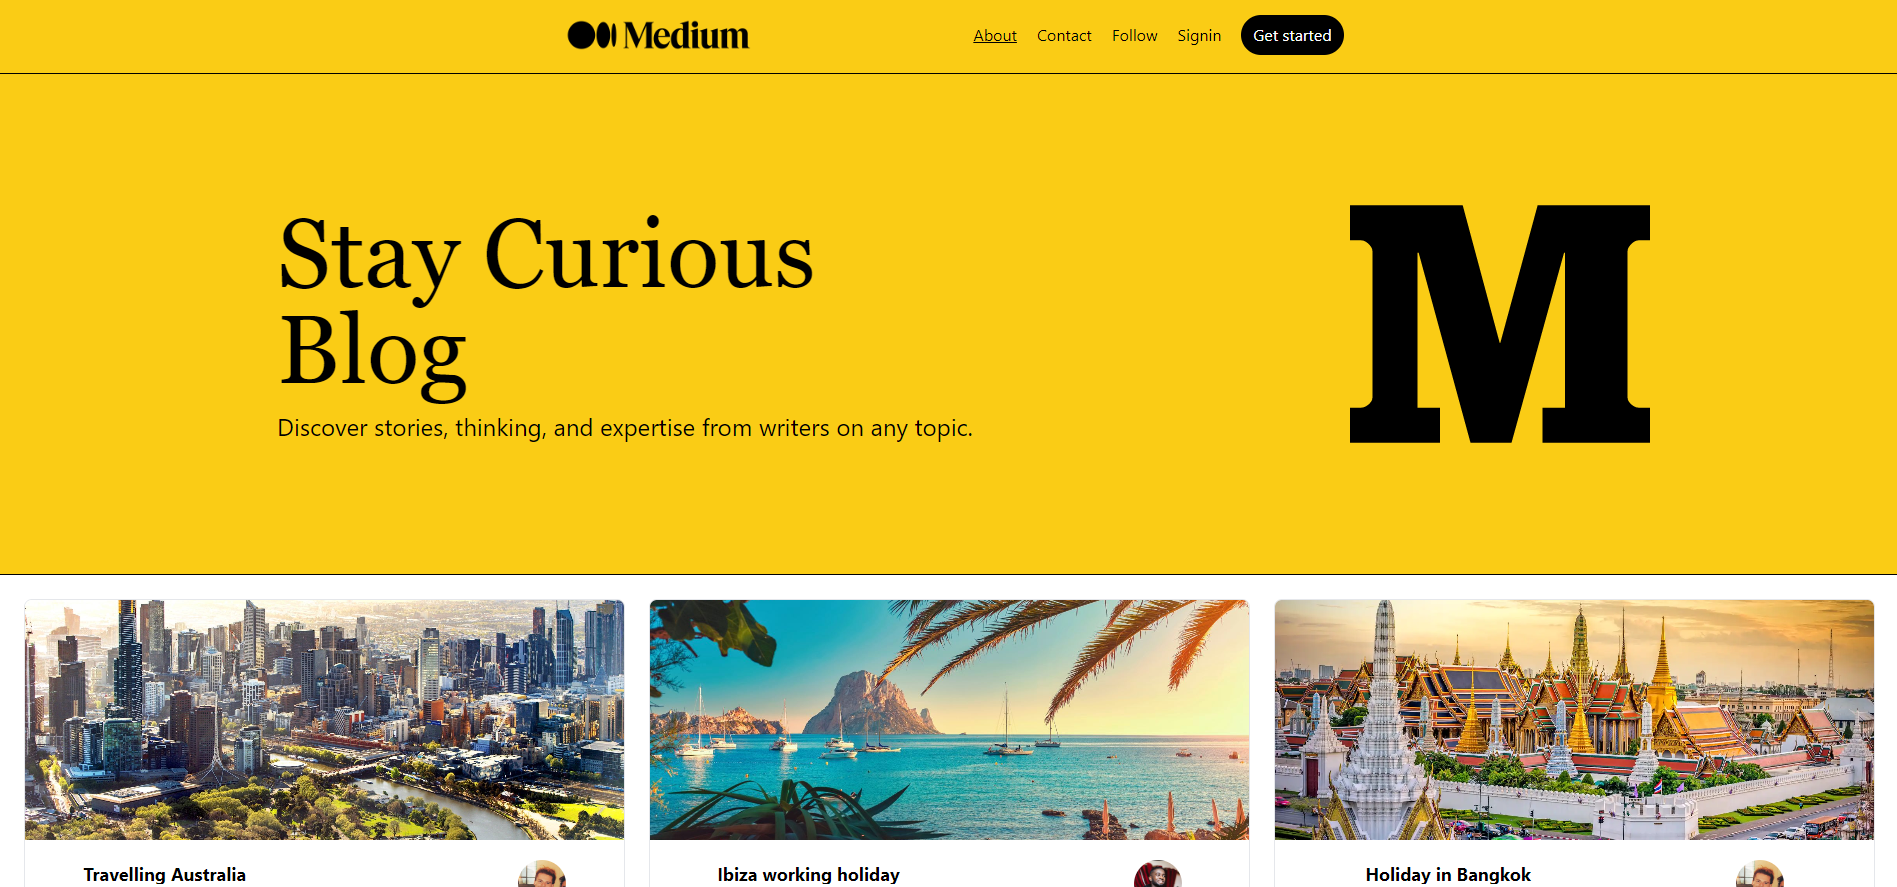 Medium
About Contact Follow Signin Get started
Stay Curious
Blog
M
Discover stories, thinking, and expertise from writers on any topic.
Travelling Australia
Ibiza working holiday
Holiday in Bangkok